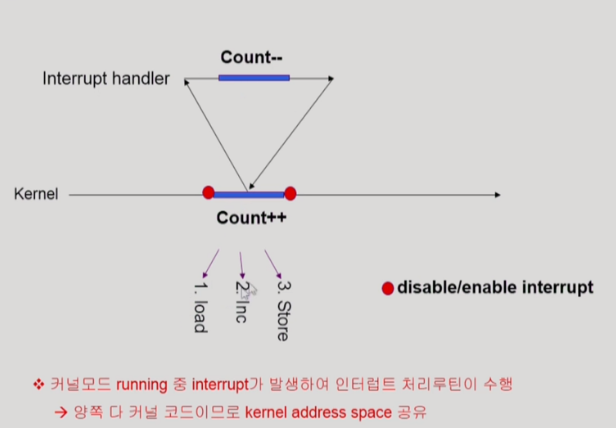 Count--
Interrupt handler
Kernel
Count++
1. load
2. Inc
3. Store
disable/enable interrupt
❖ 커널모드 running 중 interrupt가 발생하여 인터럽트 처리루틴이 수행
→ 양쪽 다 커널 코드이므로 kernel address space 공유